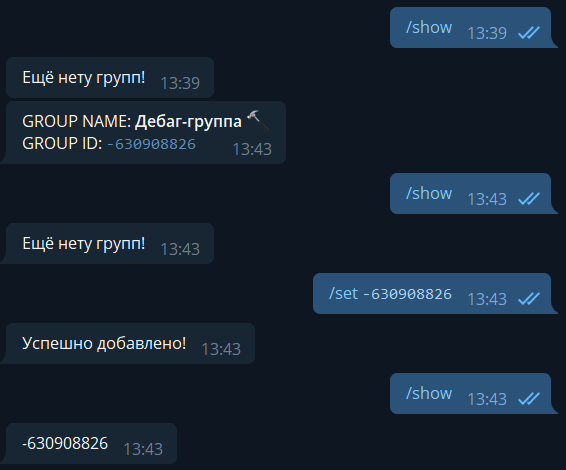 /show 13:39
Ещё нету групп! 13:39
GROUP NAME: Дебаг-группа
GROUP ID: -630908826 13:43
/show 13:43
Ещё нету групп! 13:43
/set -630908826 13:43
Успешно добавлено! 13:43
/show 13:43
-630908826 13:43